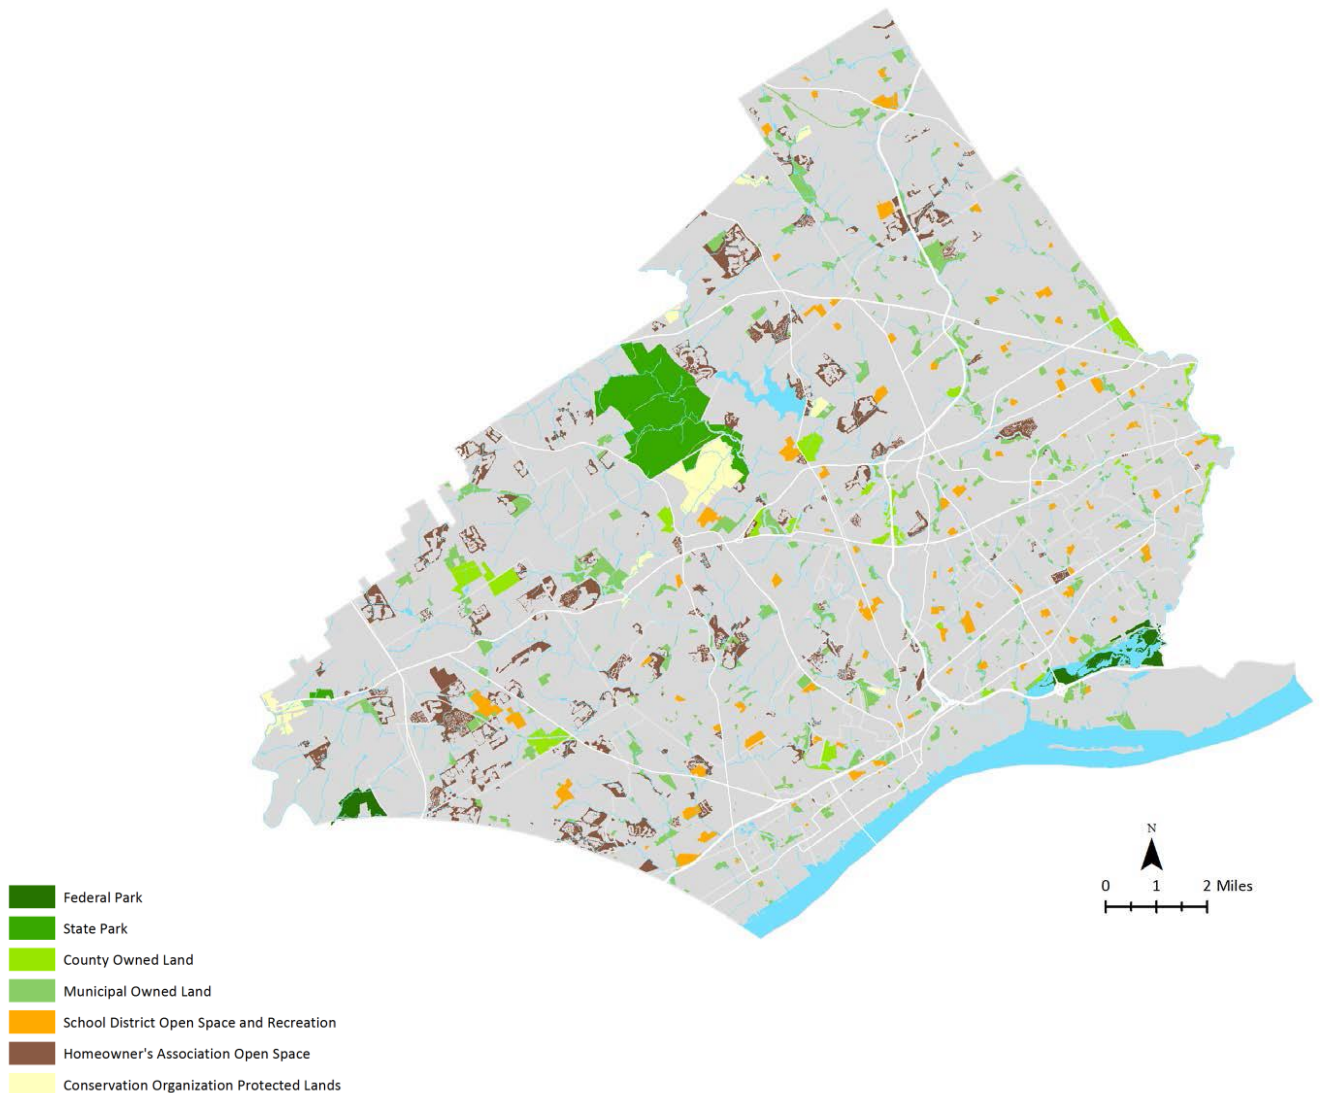 N
0 1 2 Miles
Federal Park
State Park
County Owned Land
Municipal Owned Land
School District Open Space and Recreation
Homeowner's Association Open Space
Conservation Organization Protected Lands